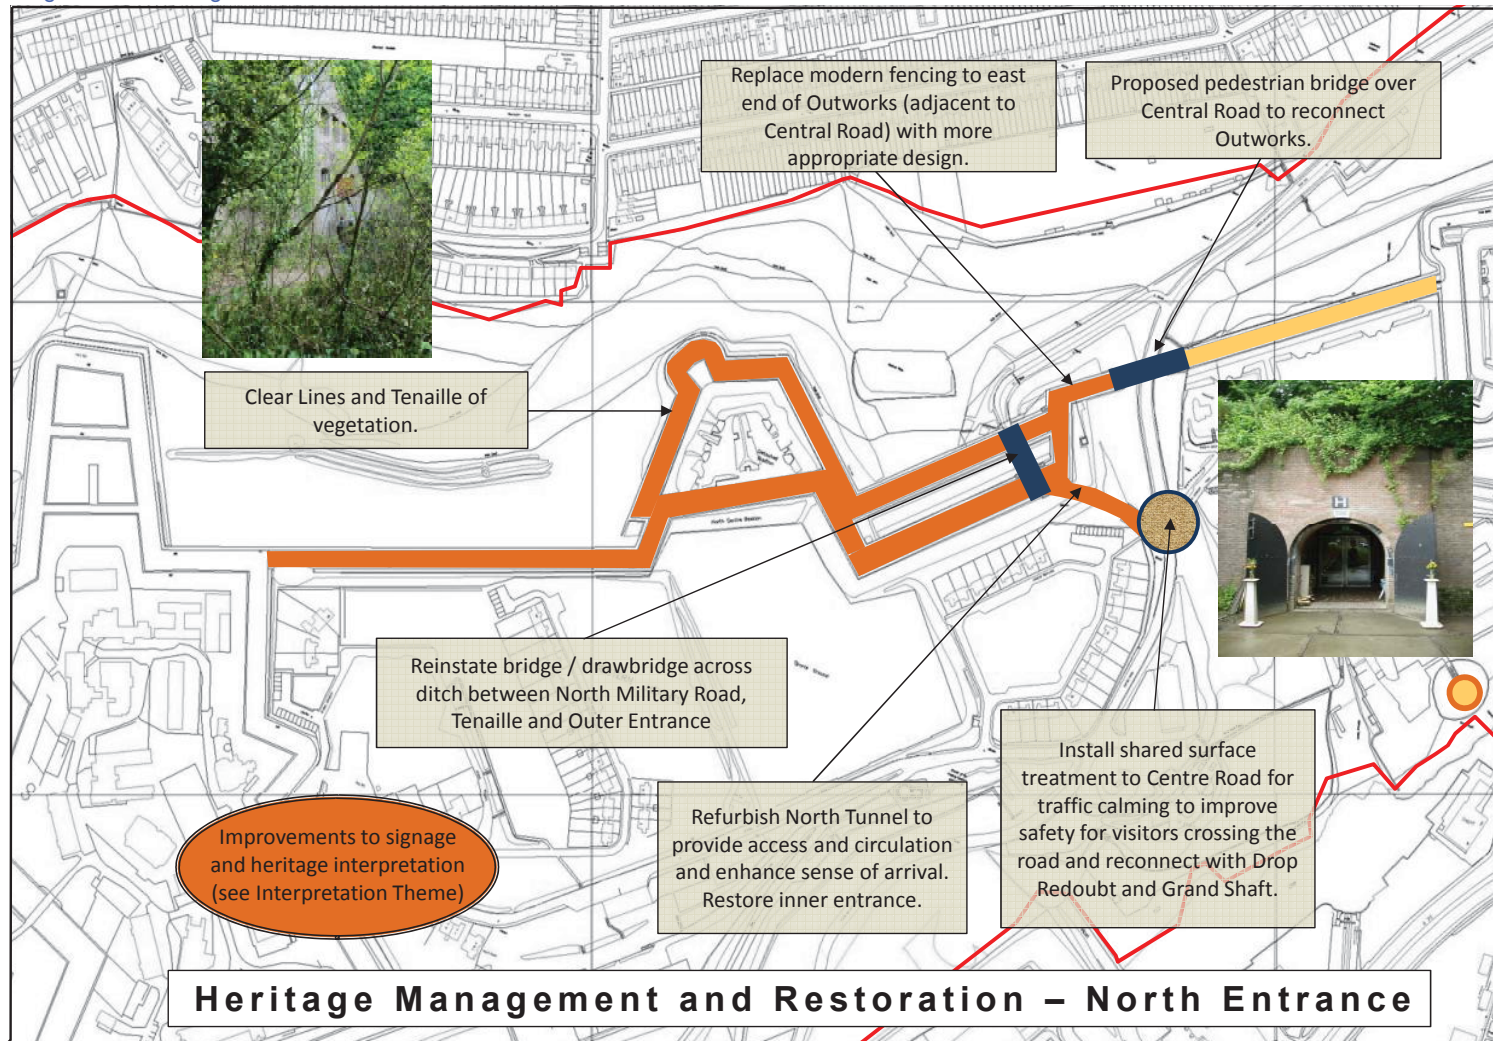 Replace modern fencing to east
end of Outworks (adjacent to
Central Road) with more
appropriate design.
Proposed pedestrian bridge over
Central Road to reconnect
Outworks.
Clear Lines and Tenaille of
vegetation.
North Centre Bastion
Reinstate bridge / drawbridge across
ditch between North Military Road,
Tenaille and Outer Entrance
Improvements to signage
and heritage interpretation
(see Interpretation Theme)
Refurbish North Tunnel to
provide access and circulation
and enhance sense of arrival.
Restore inner entrance.
Install shared surface
treatment to Centre Road for
traffic calming to improve
safety for visitors crossing the
road and reconnect with Drop
Redoubt and Grand Shaft.
Heritage Management and Restoration – North Entrance